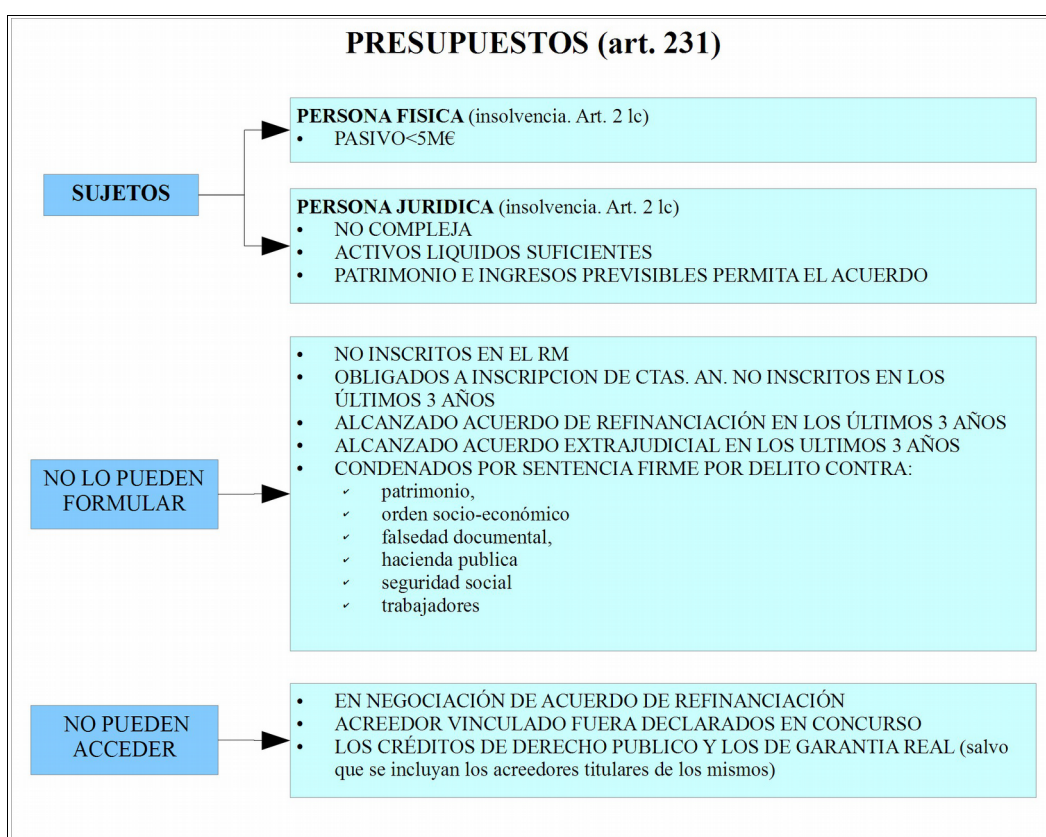 PRESUPUESTOS (art. 231)
SUJETOS
PERSONA FISICA (insolvencia. Art. 2 lc)
• PASIVO<5M€
PERSONA JURIDICA (insolvencia. Art. 2 lc)
• NO COMPLEJA
• ACTIVOS LIQUIDOS SUFICIENTES
• PATRIMONIO E INGRESOS PREVISIBLES PERMITA EL ACUERDO
NO LO PUEDEN
FORMULAR
• NO INSCRITOS EN EL RM
• OBLIGADOS A INSCRIPCION DE CTAS. AN. NO INSCRITOS EN LOS
ÚLTIMOS 3 AÑOS
• ALCANZADO ACUERDO DE REFINANCIACIÓN EN LOS ÚLTIMOS 3 AÑOS
• ALCANZADO ACUERDO EXTRAJUDICIAL EN LOS ULTIMOS 3 AÑOS
• CONDENADOS POR SENTENCIA FIRME POR DELITO CONTRA:
✓ patrimonio,
✓ orden socio-económico
✓ falsedad documental,
✓ hacienda publica
✓ seguridad social
✓ trabajadores
NO PUEDEN
ACCEDER
• EN NEGOCIACIÓN DE ACUERDO DE REFINANCIACIÓN
• ACREEDOR VINCULADO FUERA DECLARADOS EN CONCURSO
• LOS CRÉDITOS DE DERECHO PUBLICO Y LOS DE GARANTIA REAL (salvo
que se incluyan los acreedores titulares de los mismos)